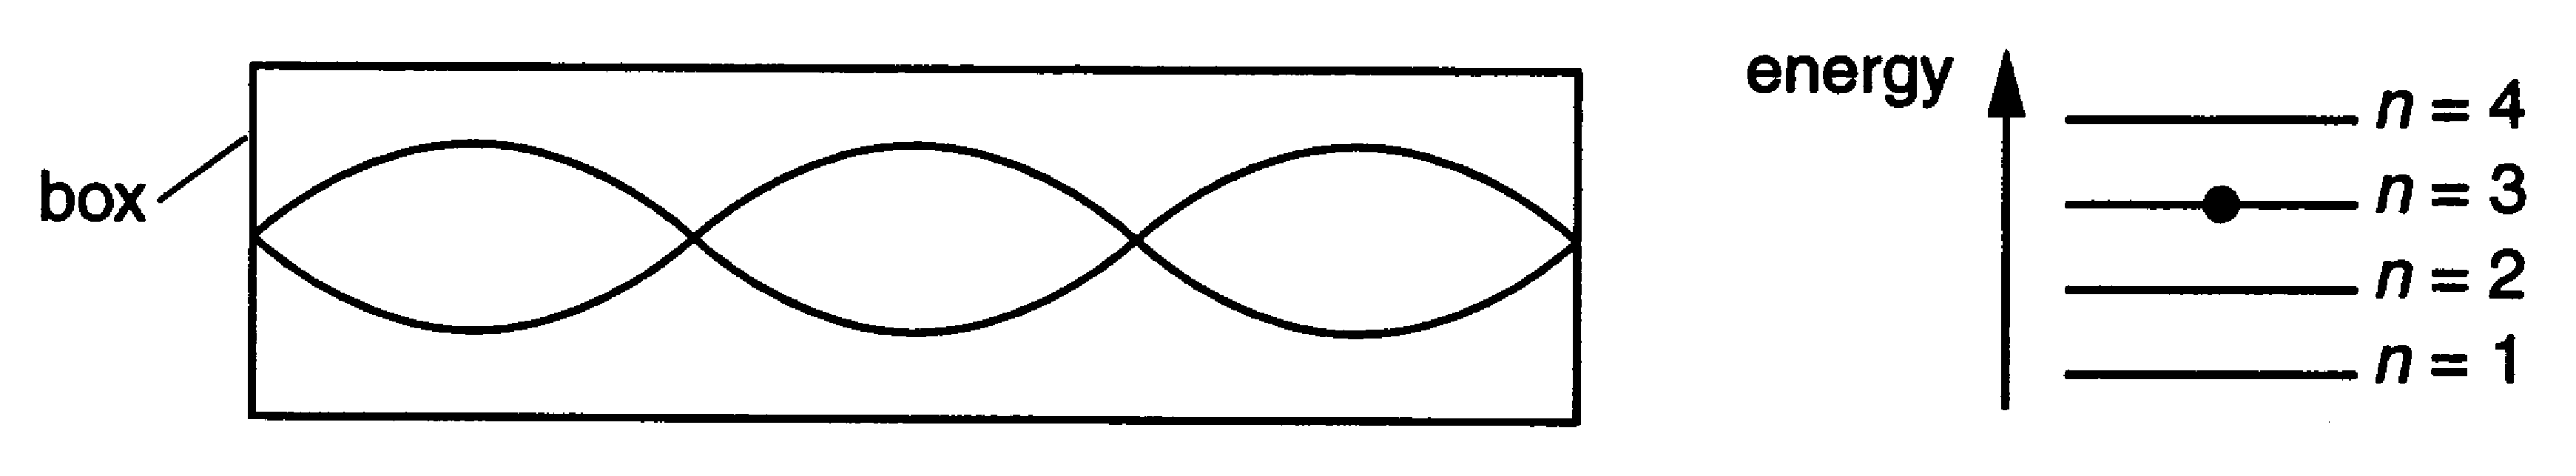 box
energy
n = 4
n = 3
n = 2
n = 1